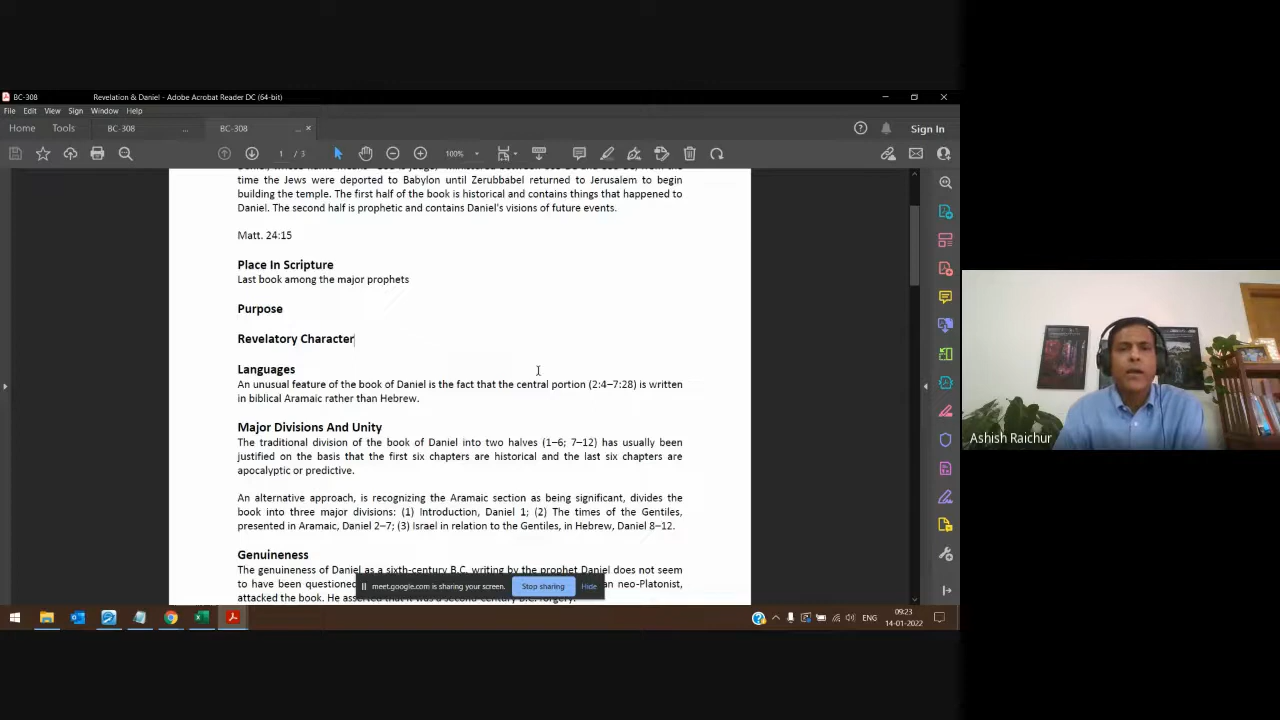 BC-308
Revelation & Daniel - Adobe Acrobat Reader DC (64-bit)
File Edit View Sign Window Help
Home Tools BC-308 ... BC-308 ... ×
Sign In
1 / 3
100%
time the Jews were deported to Babylon until Zerubbabel returned to Jerusalem to begin
building the temple. The first half of the book is historical and contains things that happened to
Daniel. The second half is prophetic and contains Daniel's visions of future events.
Matt. 24:15
Place In Scripture
Last book among the major prophets
Purpose
Revelatory Character
Languages
An unusual feature of the book of Daniel is the fact that the central portion (2:4–7:28) is written
in biblical Aramaic rather than Hebrew.
Major Divisions And Unity
The traditional division of the book of Daniel into two halves (1–6; 7–12) has usually been
justified on the basis that the first six chapters are historical and the last six chapters are
apocalyptic or predictive.
An alternative approach, is recognizing the Aramaic section as being significant, divides the
book into three major divisions: (1) Introduction, Daniel 1; (2) The times of the Gentiles,
presented in Aramaic, Daniel 2–7; (3) Israel in relation to the Gentiles, in Hebrew, Daniel 8–12.
Genuineness
The genuineness of Daniel as a sixth-century B.C. writing by the prophet Daniel does not seem
to have been questioned an neo-Platonist,
attacked the book. He asserted that it was a second-century B.C. forgery.
meet.google.com is sharing your screen. Stop sharing Hide
Ashish Raichur
ENG
09:23
14-01-2022